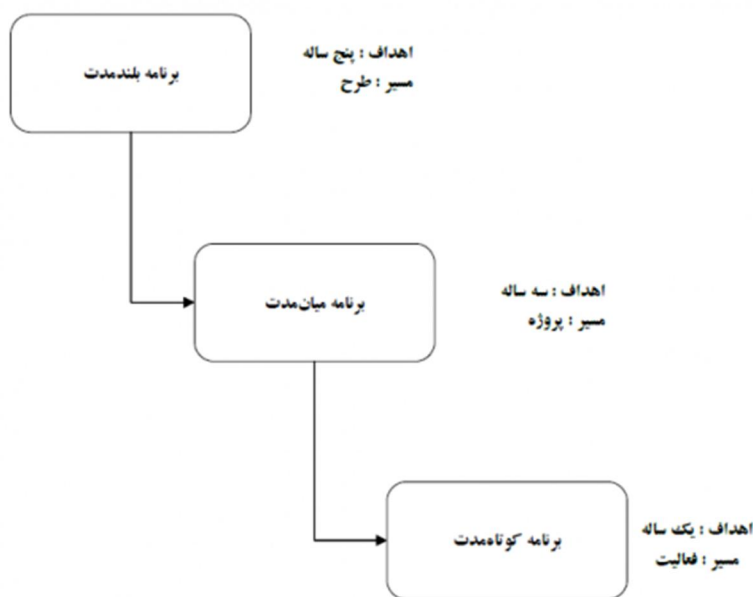 برنامه بلندمدت
اهداف : پنج ساله
مسیر : طرح
برنامه میان‌مدت
اهداف : سه ساله
مسیر : پروژه
برنامه کوتاه‌مدت
اهداف : یک ساله
مسیر : فعالیت